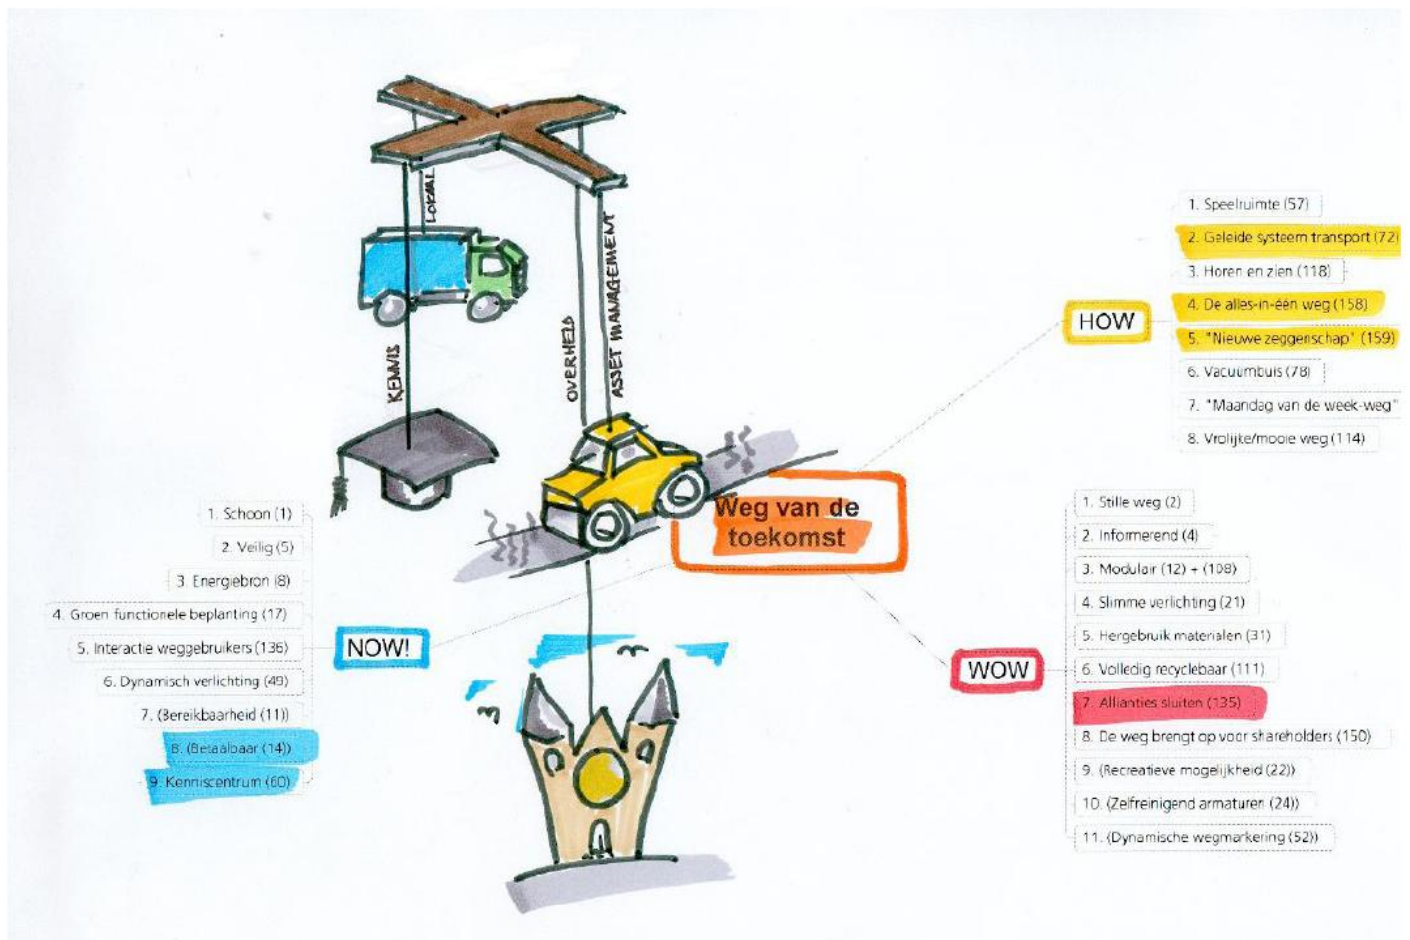 LOKAAL
KENNIS
OVERHEID
ASSET MANAGEMENT
Weg van de
toekomst
HOW
1. Speelruimte (57)
2. Geleide systeem transport (72)
3. Horen en zien (118)
4. De alles-in-één weg (158)
5. "Nieuwe zeggenschap" (159)
6. Vacuümbuis (78)
7. "Maandag van de week-weg"
8. Vrolijke/mooie weg (114)
NOW!
1. Schoon (1)
2. Veilig (5)
3. Energiebron (8)
4. Groen functionele beplanting (17)
5. Interactie weggebruikers (136)
6. Dynamisch verlichting (49)
7. (Bereikbaarheid (11))
8. (Betaalbaar (14))
9. Kenniscentrum (60)
WOW
1. Stille weg (2)
2. Informerend (4)
3. Modulair (12) + (108)
4. Slimme verlichting (21)
5. Hergebruik materialen (31)
6. Volledig recyclebaar (111)
7. Allianties sluiten (135)
8. De weg brengt op voor shareholders (150)
9. (Recreatieve mogelijkheid (22))
10. (Zelfreinigend armaturen (24))
11. (Dynamische wegmarkering (52))